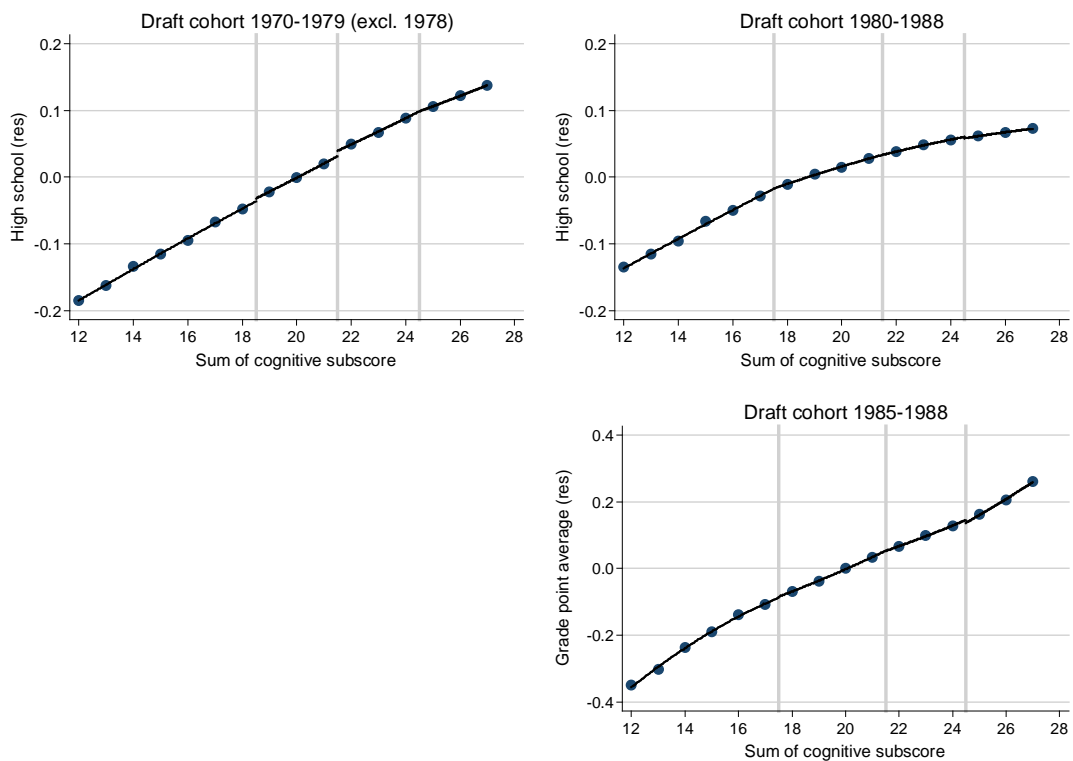 Draft cohort 1970-1979 (excl. 1978)
High school (res)
0.2
0.1
0.0
-0.1
-0.2
12 14 16 18 20 22 24 26 28
Sum of cognitive subscore
Draft cohort 1980-1988
High school (res)
0.2
0.1
0.0
-0.1
-0.2
12 14 16 18 20 22 24 26 28
Sum of cognitive subscore
Draft cohort 1985-1988
Grade point average (res)
0.4
0.2
0.0
-0.2
-0.4
12 14 16 18 20 22 24 26 28
Sum of cognitive subscore